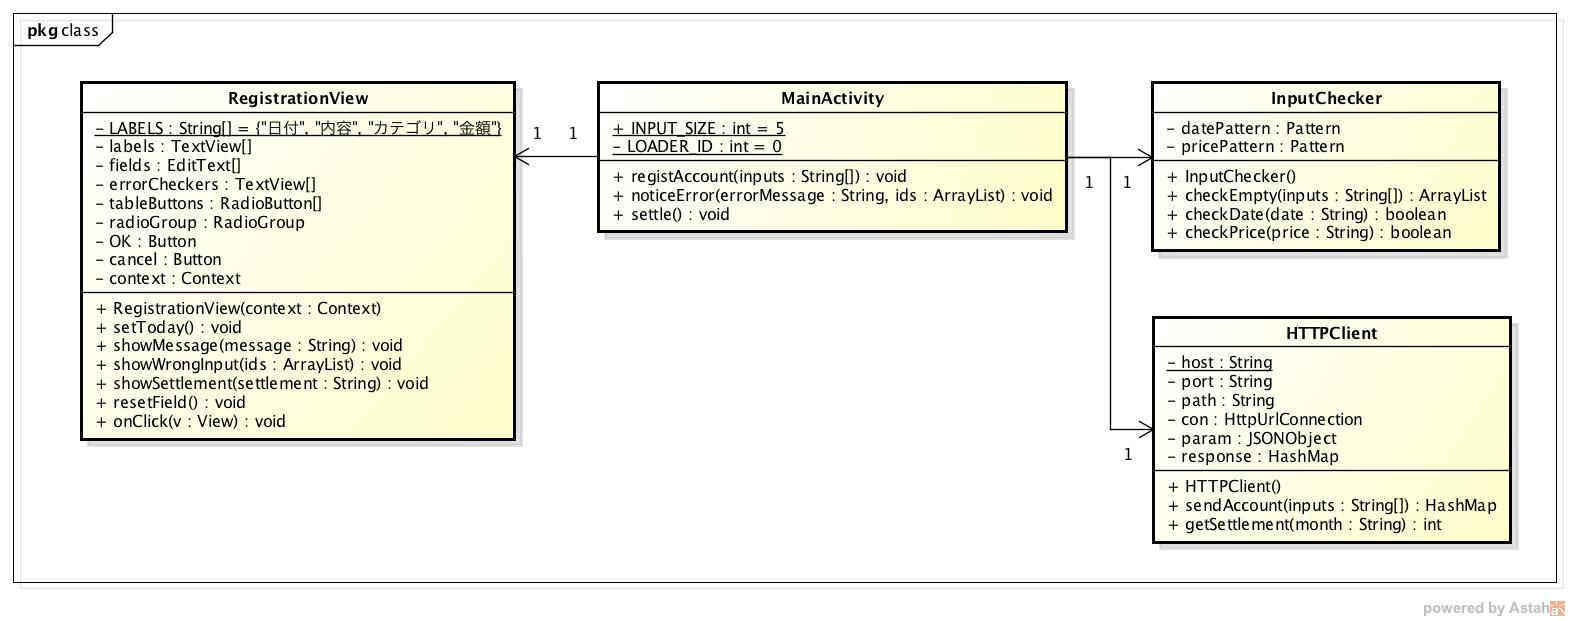 pkg class
RegistrationView
- LABELS : String[] = {"日付", "内容", "カテゴリ", "金額"}
- labels : TextView[]
- fields : EditText[]
- errorCheckers : TextView[]
- tableButtons : RadioButton[]
- radioGroup : RadioGroup
- OK : Button
- cancel : Button
- context : Context
+ RegistrationView(context : Context)
+ setToday() : void
+ showMessage(message : String) : void
+ showWrongInput(ids : ArrayList) : void
+ showSettlement(settlement : String) : void
+ resetField() : void
+ onClick(v : View) : void
1
1
MainActivity
+ INPUT_SIZE : int = 5
- LOADER_ID : int = 0
+ registAccount(inputs : String[]) : void
+ noticeError(errorMessage : String, ids : ArrayList) : void
+ settle() : void
1
1
InputChecker
- datePattern : Pattern
- pricePattern : Pattern
+ InputChecker()
+ checkEmpty(inputs : String[]) : ArrayList
+ checkDate(date : String) : boolean
+ checkPrice(price : String) : boolean
1
HTTPClient
- host : String
- port : String
- path : String
- con : HttpUrlConnection
- param : JSONObject
- response : HashMap
+ HTTPClient()
+ sendAccount(inputs : String[]) : HashMap
+ getSettlement(month : String) : int
powered by Astah